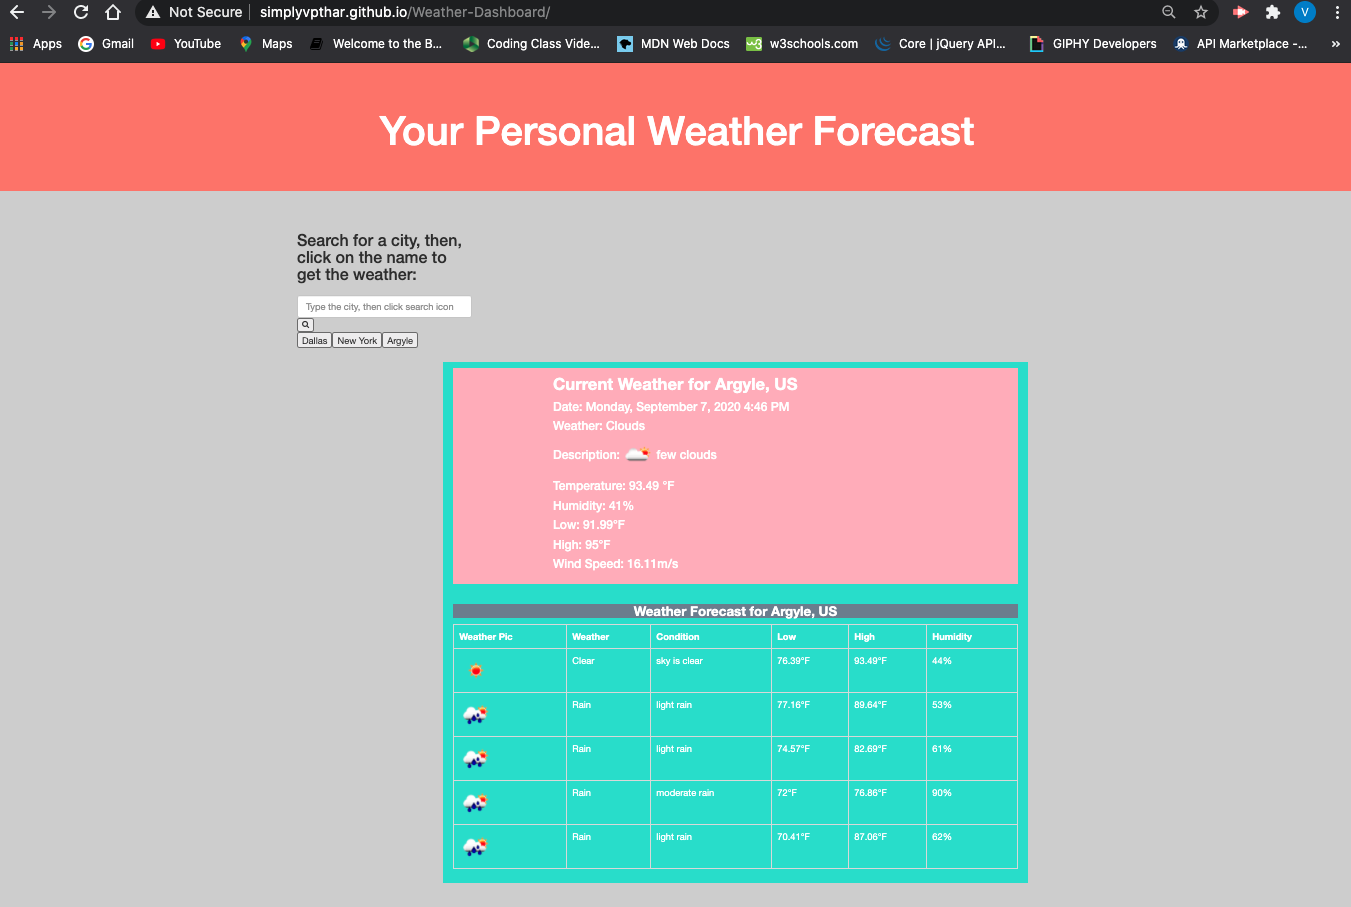 Not Secure simplyvpthar.github.io/Weather-Dashboard/ V
Apps Gmail YouTube Maps Welcome to the B... Coding Class Vide... MDN Web Docs w3schools.com Core | jQuery API... GIPHY Developers API Marketplace -... »
Your Personal Weather Forecast
Search for a city, then,
click on the name to
get the weather:
Type the city, then click search icon
Dallas New York Argyle
Current Weather for Argyle, US
Date: Monday, September 7, 2020 4:46 PM
Weather: Clouds
Description: few clouds
Temperature: 93.49 °F
Humidity: 41%
Low: 91.99°F
High: 95°F
Wind Speed: 16.11m/s
Weather Forecast for Argyle, US
Weather Pic Weather Condition Low High Humidity
Clear sky is clear 76.39°F 93.49°F 44%
Rain light rain 77.16°F 89.64°F 53%
Rain light rain 74.57°F 82.69°F 61%
Rain moderate rain 72°F 76.86°F 90%
Rain light rain 70.41°F 87.06°F 62%